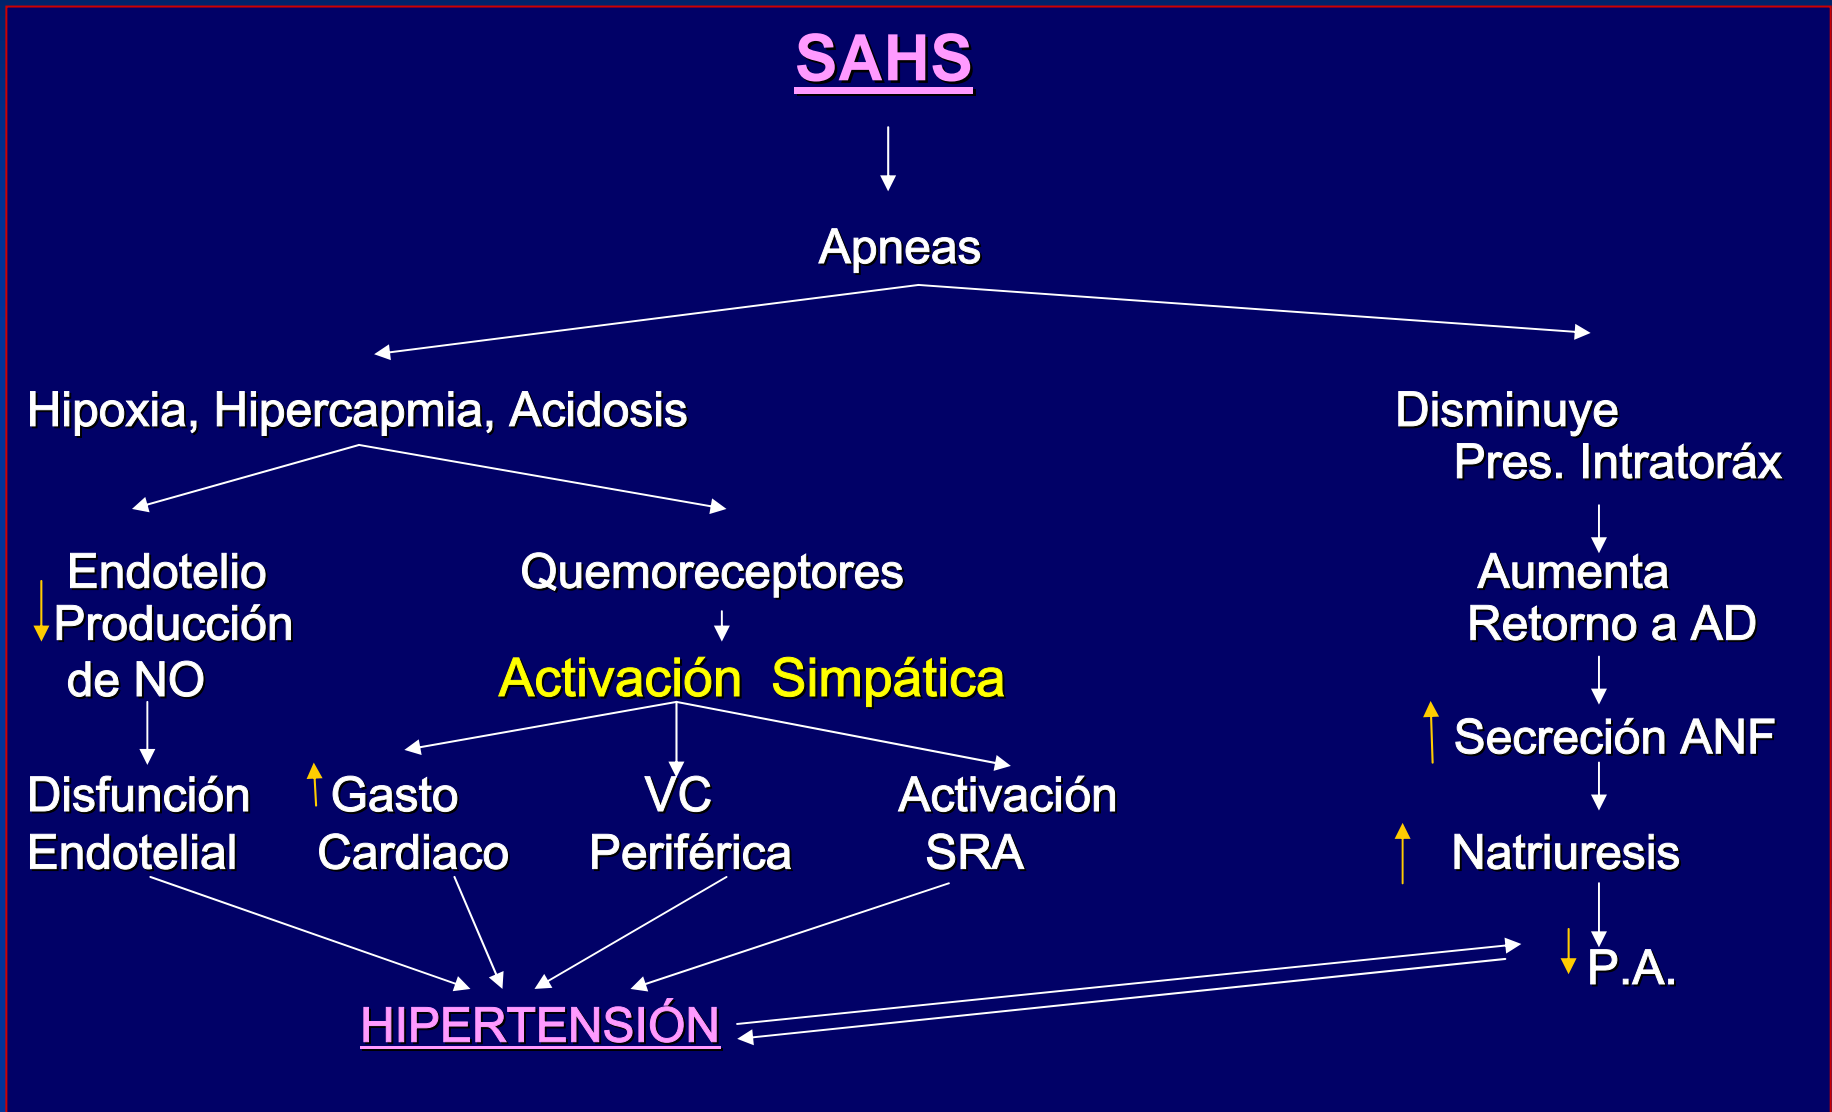 SAHS
Apneas
Hipoxia, Hipercapmia, Acidosis
Disminuye
Pres. Intratoráx
Endotelio
Producción
de NO
Quemoreceptores
Activación Simpática
Aumenta
Retorno a AD
Secreción ANF
Disfunción
Endotelial
Gasto
Cardiaco
VC
Periférica
Activación
SRA
Natriuresis
P.A.
HIPERTENSIÓN